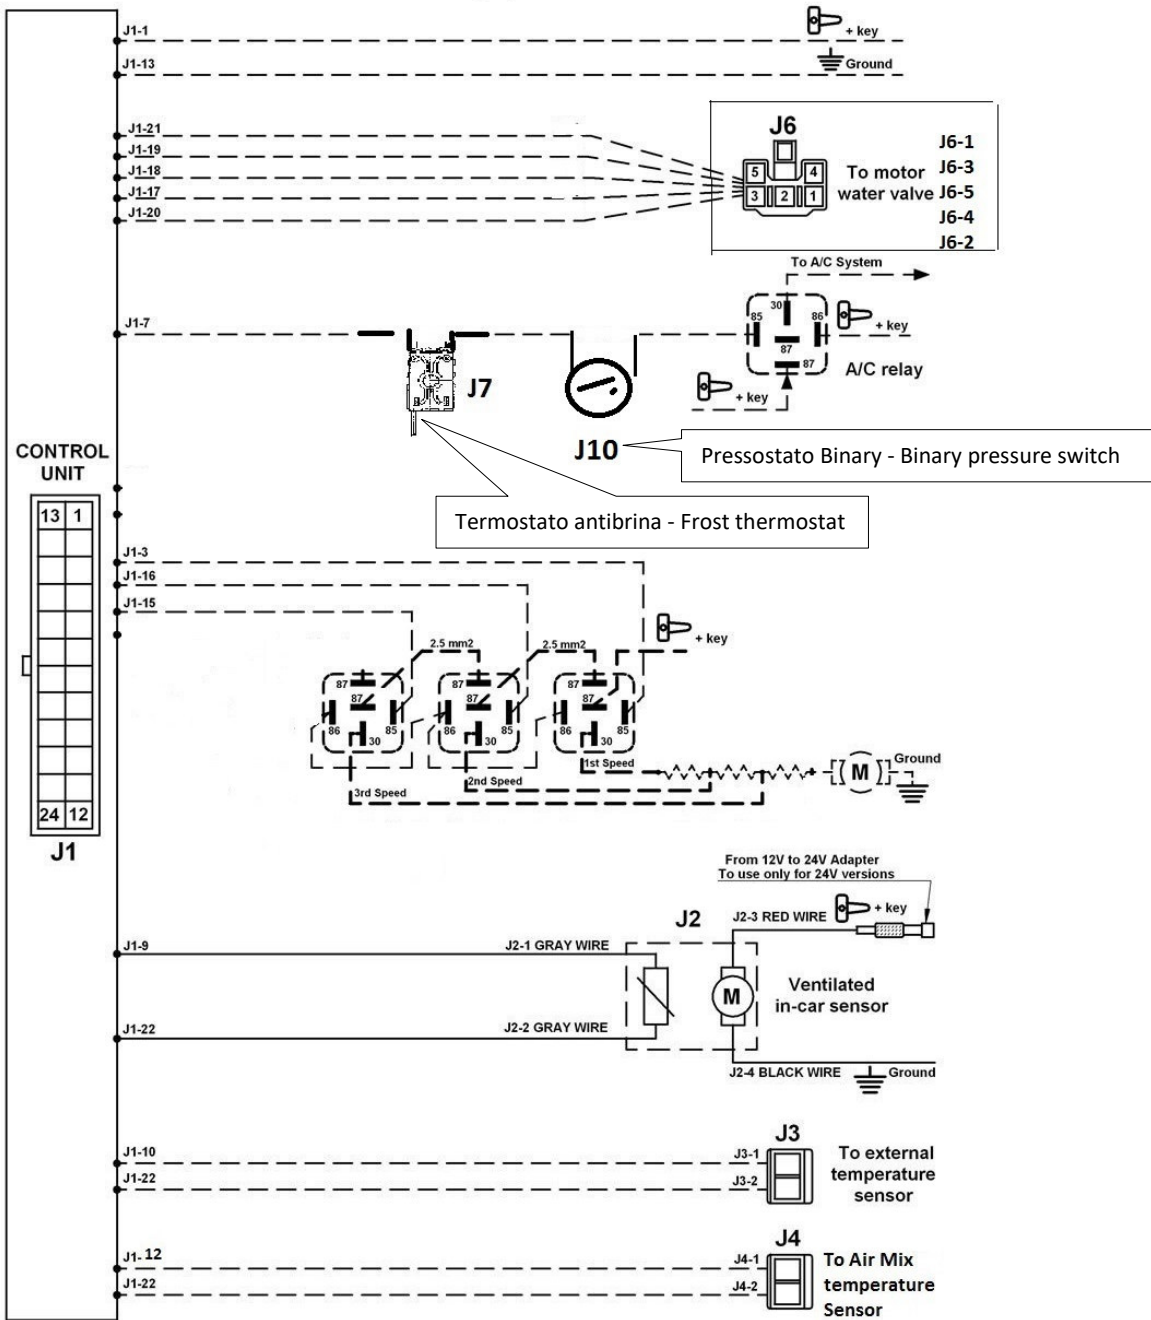 J1-1
+ key
J1-13
Ground
J1-21
J1-19
J1-18
J1-17
J1-20
J6
5
4
3
2
1
To motor
water valve
J6-1
J6-3
J6-5
J6-4
J6-2
To A/C System
J1-7
J7
J10
85
30
86
87
87
+ key
+ key
A/C relay
Pressostato Binary - Binary pressure switch
Termostato antibrina - Frost thermostat
CONTROL
UNIT
13
1
24
12
J1
J1-3
J1-16
J1-15
2.5 mm2
2.5 mm2
+ key
87
87
86
85
30
87
87
86
85
30
87
87
86
85
30
1st Speed
2nd Speed
3rd Speed
M
Ground
From 12V to 24V Adapter
To use only for 24V versions
J2
J2-3 RED WIRE
+ key
J1-9
J2-1 GRAY WIRE
M
Ventilated
in-car sensor
J1-22
J2-2 GRAY WIRE
J2-4 BLACK WIRE
Ground
J3
J1-10
J3-1
J1-22
J3-2
To external
temperature
sensor
J4
J1- 12
J4-1
J1-22
J4-2
To Air Mix
temperature
Sensor